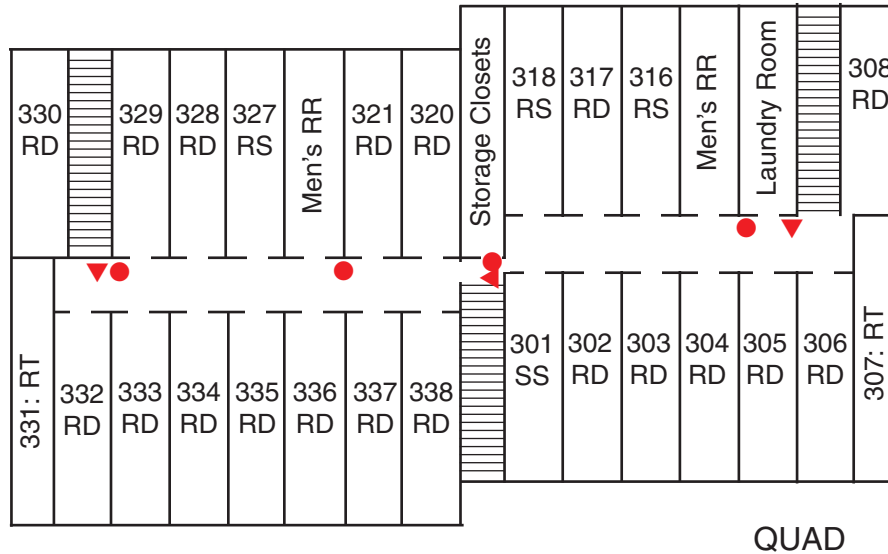 330
RD
329
RD
328
RD
327
RS
Men's RR
321
RD
320
RD
Storage Closets
318
RS
317
RD
316
RS
Men's RR
Laundry Room
308
RD
331: RT
332
RD
333
RD
334
RD
335
RD
336
RD
337
RD
338
RD
301
SS
302
RD
303
RD
304
RD
305
RD
306
RD
307: RT
QUAD